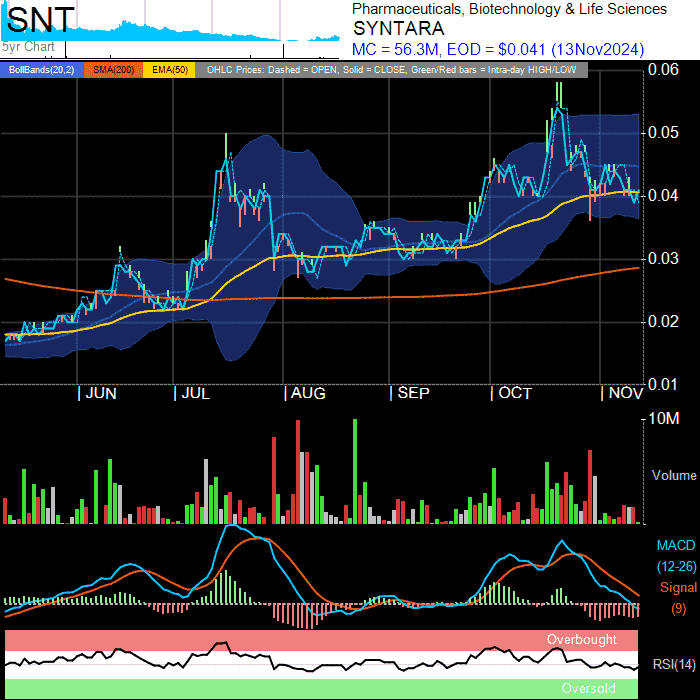 SNT
5yr Chart
Pharmaceuticals, Biotechnology & Life Sciences
SYNTARA
MC = 56.3M, EOD = $0.041 (13Nov2024)
BollBands(20,2) SMA(200) EMA(50) OHLC Prices: Dashed = OPEN, Solid = CLOSE, Green/Red bars = Intra-day HIGH/LOW
0.06
0.05
0.04
0.03
0.02
0.01
| JUN | JUL | AUG | SEP | OCT | NOV
10M
Volume
MACD
(12-26)
Signal
(9)
Overbought
RSI(14)
Oversold